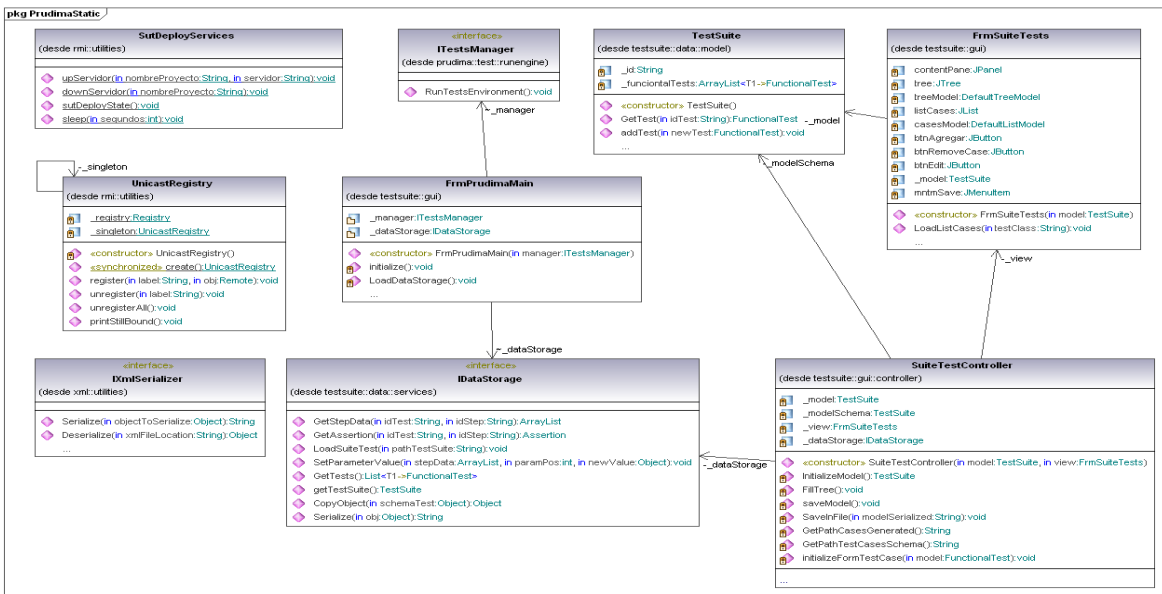 pkg PrudimaStatic
SutDeployServices
(desde rmi::utilities)
upServidor(in nombreProyecto:String, in servidor:String):void
downServidor(in nombreProyecto:String):void
sutDeployState():void
sleep(in segundos:int):void
«interface»
ITestsManager
(desde prudima::test::runengine)
RunTestsEnvironment():void
-_manager
TestSuite
(desde testsuite::data::model)
_id:String
_funciontalTests:ArrayList<T1->FunctionalTest>
«constructor» TestSuite()
GetTest(in idTest:String):FunctionalTest
addTest(in newTest:FunctionalTest):void
...
-_model
-_modelSchema
FrmSuiteTests
(desde testsuite::gui)
contentPane:JPanel
tree:JTree
treeModel:DefaultTreeModel
listCases:JList
casesModel:DefaultListModel
btnAgregar:JButton
btnRemoveCase:JButton
btnEdit:JButton
_model:TestSuite
mntmSave:JMenuItem
«constructor» FrmSuiteTests(in model:TestSuite)
LoadListCases(in testClass:String):void
...
-_view
-_singleton
UnicastRegistry
(desde rmi::utilities)
_registry:Registry
_singleton:UnicastRegistry
«constructor» UnicastRegistry()
«synchronized» create():UnicastRegistry
register(in label:String, in obj:Remote):void
unregister(in label:String):void
unregisterAll():void
printStillBound():void
FrmPrudimaMain
(desde testsuite::gui)
_manager:ITestsManager
_dataStorage:IDataStorage
«constructor» FrmPrudimaMain(in manager:ITestsManager)
initialize():void
LoadDataStorage():void
...
-_dataStorage
«interface»
IXmlSerializer
(desde xml::utilities)
Serialize(in objectToSerialize:Object):String
Deserialize(in xmlFileLocation:String):Object
...
«interface»
IDataStorage
(desde testsuite::data::services)
GetStepData(in idTest:String, in idStep:String):ArrayList
GetAssertion(in idTest:String, in idStep:String):Assertion
LoadSuiteTest(in pathTestSuite:String):void
SetParameterValue(in stepData:ArrayList, in paramPos:int, in newValue:Object):void
GetTests():List<T1->FunctionalTest>
getTestSuite():TestSuite
CopyObject(in schemaTest:Object):Object
Serialize(in obj:Object):String
-_dataStorage
SuiteTestController
(desde testsuite::gui::controller)
_model:TestSuite
_modelSchema:TestSuite
_view:FrmSuiteTests
_dataStorage:IDataStorage
«constructor» SuiteTestController(in model:TestSuite, in view:FrmSuiteTests)
InitializeModel():TestSuite
FillTree():void
saveModel():void
SaveInFile(in modelSerialized:String):void
GetPathCasesGenerated():String
GetPathTestCasesSchema():String
initializeFormTestCase(in model:FunctionalTest):void
...